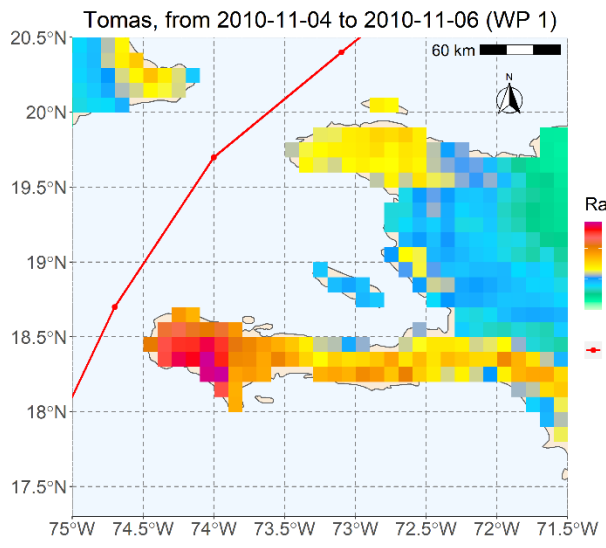 Tomas, from 2010-11-04 to 2010-11-06 (WP 1)
20.5°N
60 km
N
20°N
19.5°N
Ra
19°N
18.5°N
18°N
17.5°N
75°W
74.5°W
74°W
73.5°W
73°W
72.5°W
72°W
71.5°W